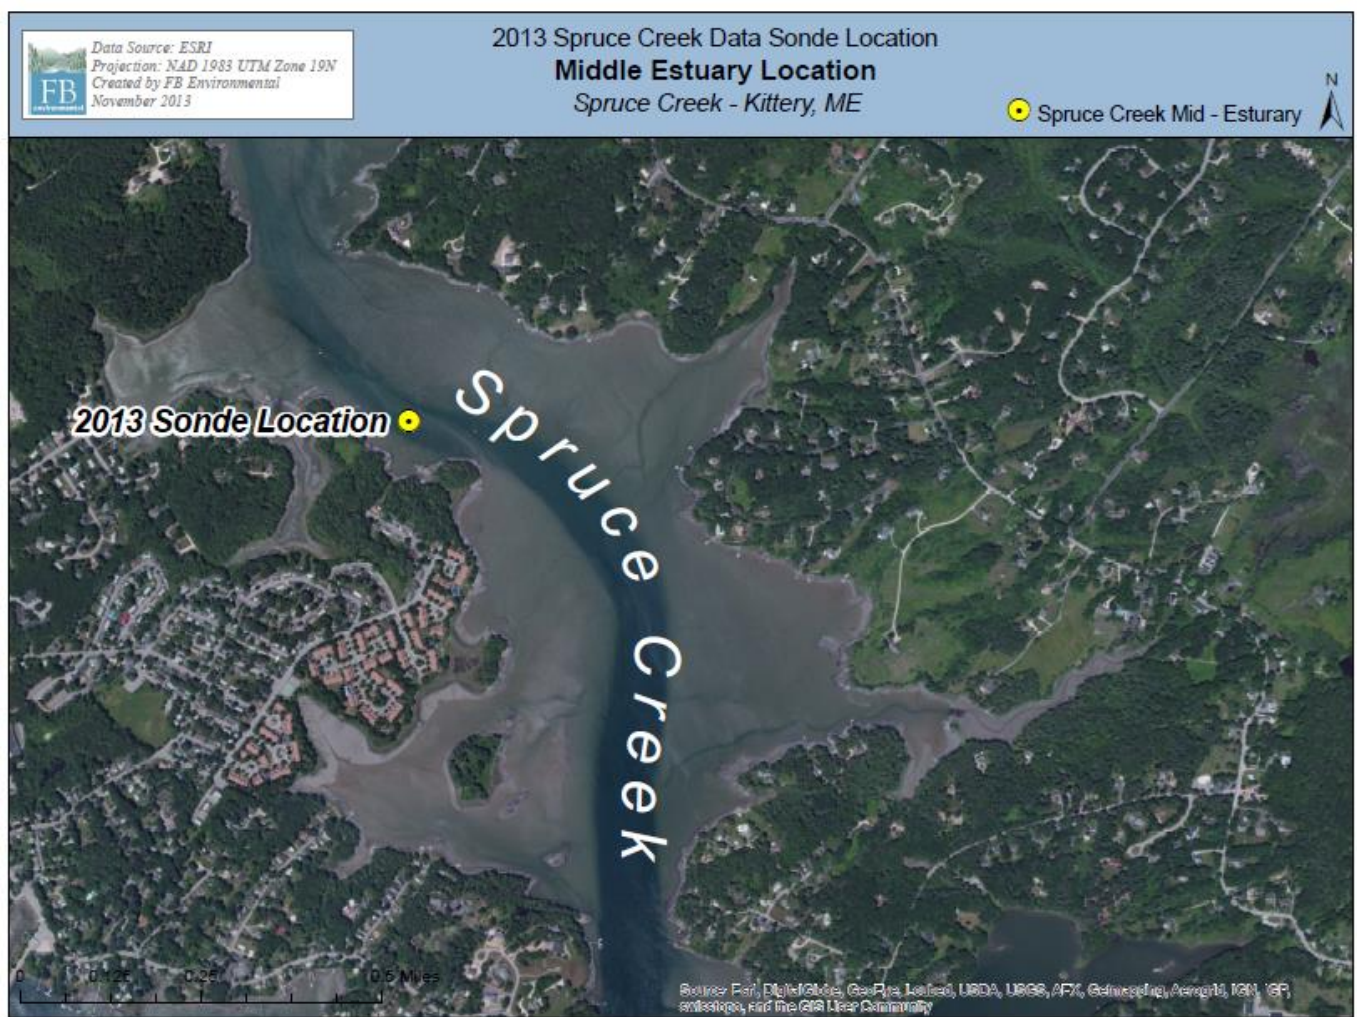 2013 Spruce Creek Data Sonde Location
Middle Estuary Location
Spruce Creek - Kittery, ME
Data Source: ESRI
Projection: NAD 1983 UTM Zone 19N
Created by FB Environmental
November 2013
FB
environmental
Spruce Creek Mid - Esturary
N
2013 Sonde Location
Spruce Creek
0 0.125 0.25 0.5 Miles
Source: Esri, DigitalGlobe, GeoEye, i-cubed, USDA, USGS, AEX, Getmapping, Aerogrid, IGN, IGP,
swisstopo, and the GIS User Community